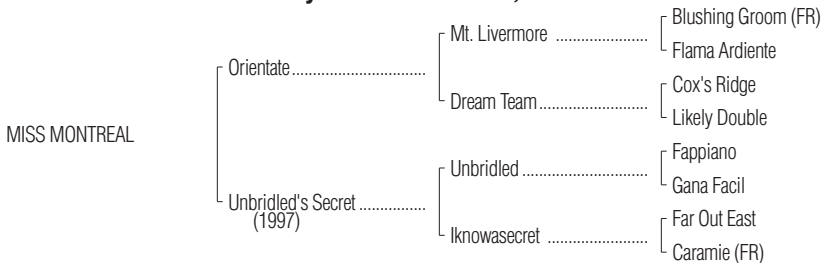 Blushing Groom (FR)
Mt. Livermore ......................
Flama Ardiente
Orientate................................
Cox's Ridge
Dream Team..........................
Likely Double
MISS MONTREAL
Fappiano
Unbridled ..............................
Gana Facil
Unbridled's Secret ................
(1997)
Far Out East
Iknowasecret ........................
Caramie (FR)